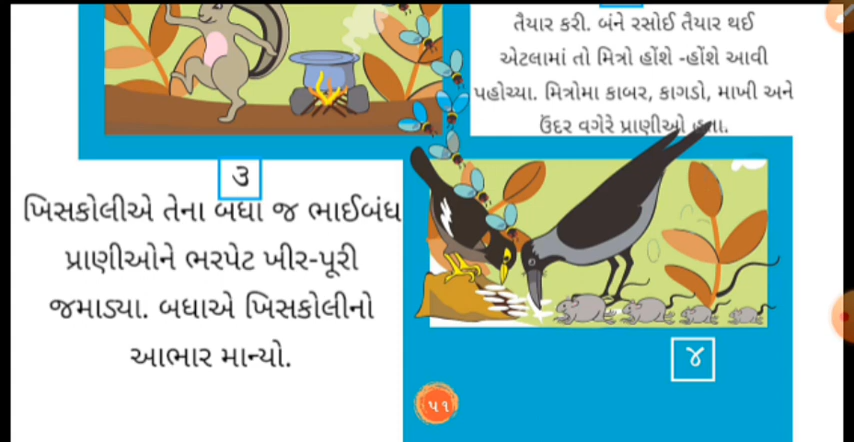 તૈયાર કરી. બંને રસોઈ તૈયાર થઈ
એટલામાં તો મિત્રો હોંશે -હોંશે આવી
પહોચ્યા. મિત્રોમા કાબર, કાગડો, માખી અને
ઉંદર વગેરે પ્રાણીઓ હતા.
૩
ખિસકોલીએ તેના બધા જ ભાઈબંધ
પ્રાણીઓને ભરપેટ ખીર-પૂરી
જમાડ્યા. બધાએ ખિસકોલીનો
આભાર માન્યો.
૪
૫૧